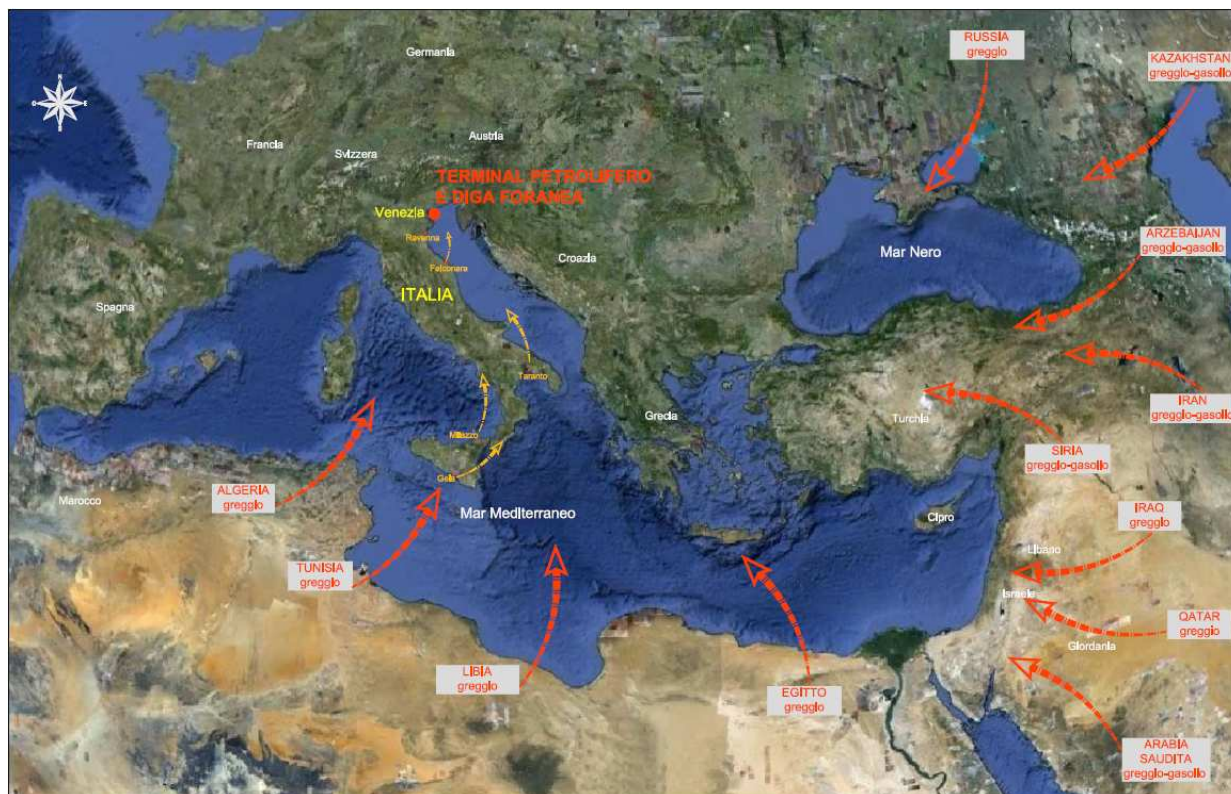 RUSSIA
greggio
KAZAKHSTAN
greggio-gasolio
Germania
Austria
Francia
Svizzera
TERMINAL PETROLIFERO
E DIGA FORANEA
Venezia
Ravenna
Falconara
ITALIA
Croazia
Mar Nero
ARZEBAIJAN
greggio-gasolio
Spagna
Taranto
IRAN
greggio-gasolio
Grecia
Turchia
Milazzo
SIRIA
greggio-gasolio
Gela
ALGERIA
greggio
Marocco
Mar Mediterraneo
Cipro
IRAQ
greggio
Libano
TUNISIA
greggio
Israele
QATAR
greggio
Giordania
LIBIA
greggio
EGITTO
greggio
ARABIA
SAUDITA
greggio-gasolio